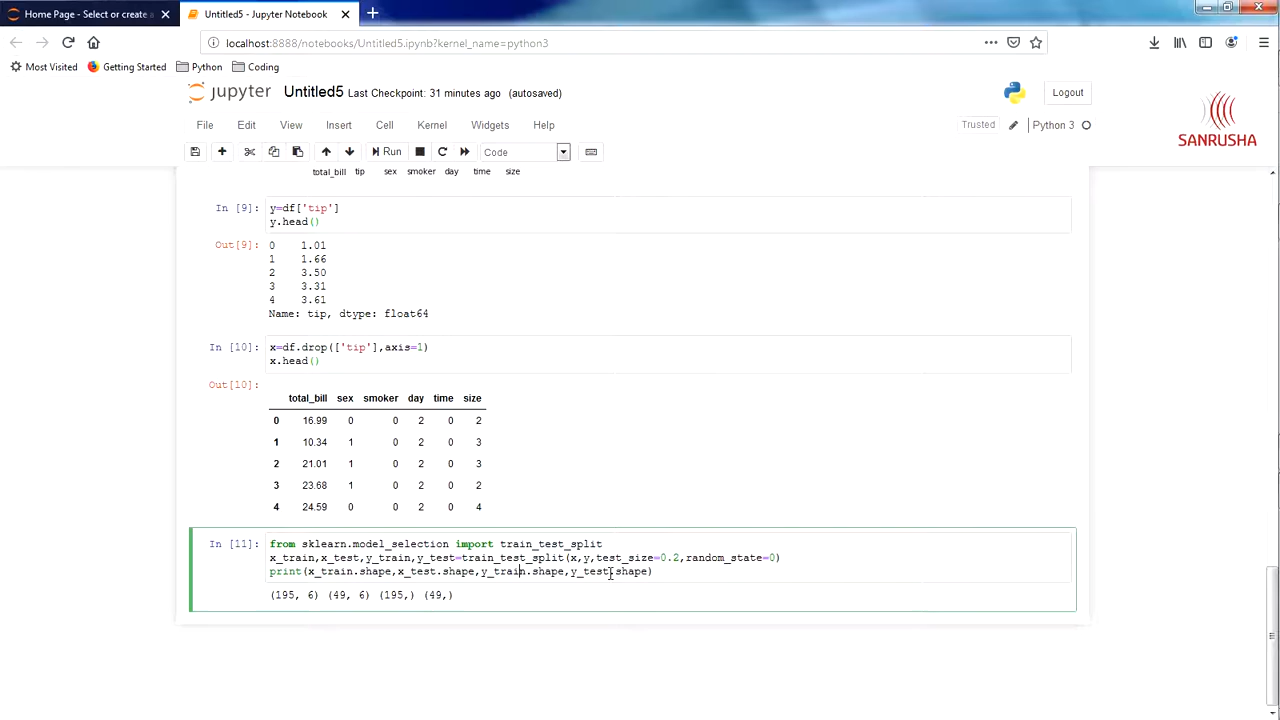 Home Page - Select or create a
Untitled5 - Jupyter Notebook
localhost:8888/notebooks/Untitled5.ipynb?kernel_name=python3
Most Visited Getting Started Python Coding
jupyter Untitled5 Last Checkpoint: 31 minutes ago (autosaved)
Logout
SANRUSHA
File Edit View Insert Cell Kernel Widgets Help
Trusted Python 3
Run Code
total_bill tip sex smoker day time size
In [9]: y=df['tip']
y.head()
Out[9]: 0 1.01
1 1.66
2 3.50
3 3.31
4 3.61
Name: tip, dtype: float64
In [10]: x=df.drop(['tip'],axis=1)
x.head()
Out[10]:
total_bill sex smoker day time size
0 16.99 0 0 2 0 2
1 10.34 1 0 2 0 3
2 21.01 1 0 2 0 3
3 23.68 1 0 2 0 2
4 24.59 0 0 2 0 4
In [11]: from sklearn.model_selection import train_test_split
x_train,x_test,y_train,y_test=train_test_split(x,y,test_size=0.2,random_state=0)
print(x_train.shape,x_test.shape,y_train.shape,y_test.shape)
(195, 6) (49, 6) (195,) (49,)